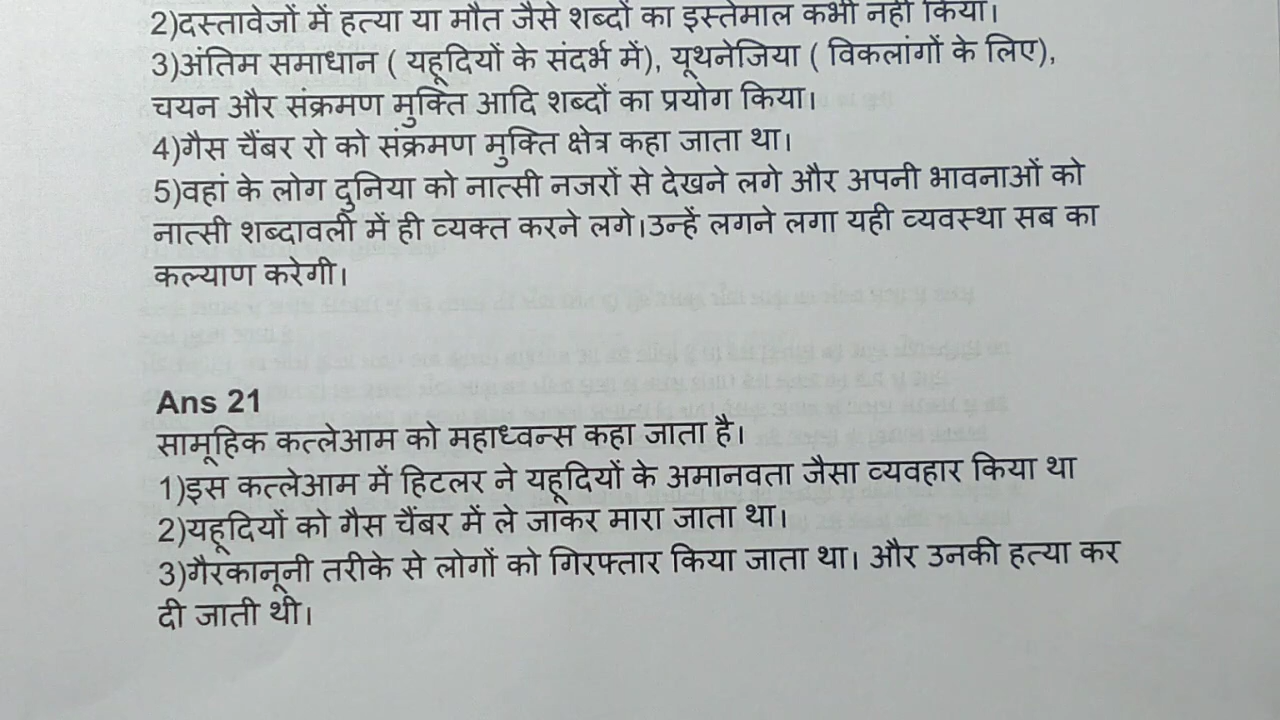 2)दस्तावेजों में हत्या या मौत जैसे शब्दों का इस्तेमाल कभी नहीं किया।
3)अंतिम समाधान ( यहूदियों के संदर्भ में), यूथनेजिया ( विकलांगों के लिए),
चयन और संक्रमण मुक्ति आदि शब्दों का प्रयोग किया।
4)गैस चैंबर रो को संक्रमण मुक्ति क्षेत्र कहा जाता था।
5)वहां के लोग दुनिया को नात्सी नजरों से देखने लगे और अपनी भावनाओं को
नात्सी शब्दावली में ही व्यक्त करने लगे।उन्हें लगने लगा यही व्यवस्था सब का
कल्याण करेगी।
Ans 21
सामूहिक कत्लेआम को महाध्वन्स कहा जाता है।
1)इस कत्लेआम में हिटलर ने यहूदियों के अमानवता जैसा व्यवहार किया था
2)यहूदियों को गैस चैंबर में ले जाकर मारा जाता था।
3)गैरकानूनी तरीके से लोगों को गिरफ्तार किया जाता था। और उनकी हत्या कर
दी जाती थी।